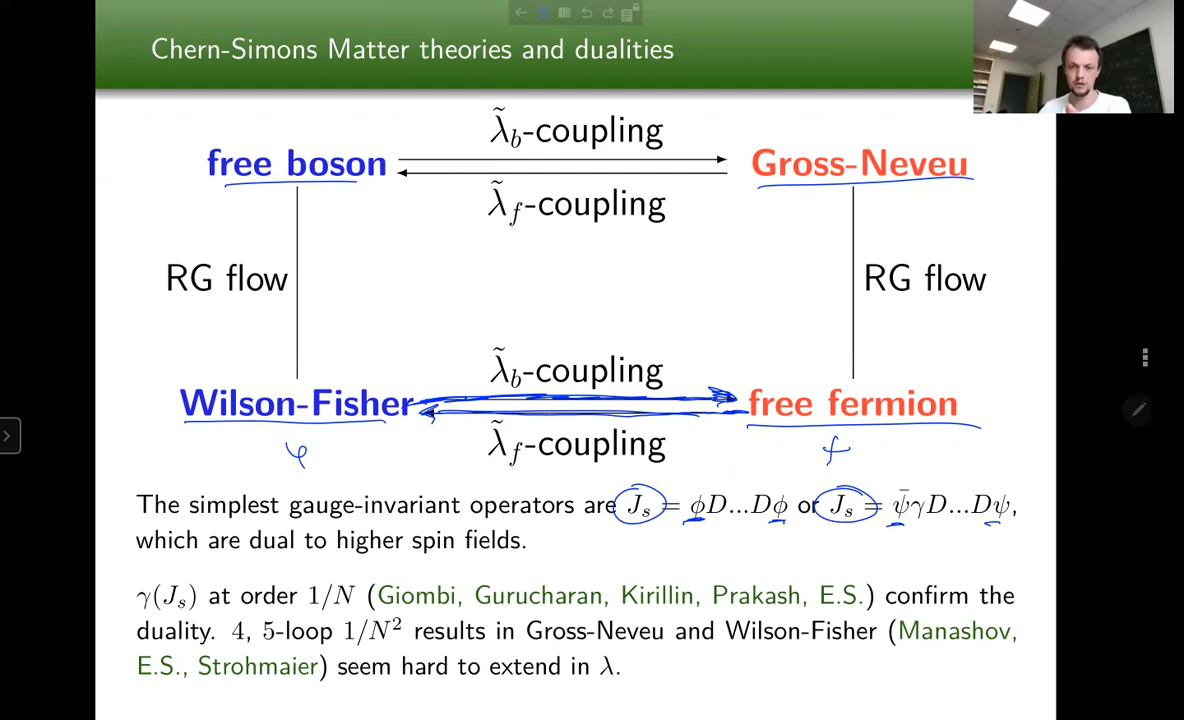 Chern-Simons Matter theories and dualities
λ̃_b-coupling
free boson Gross-Neveu
λ̃_f-coupling
RG flow RG flow
λ̃_b-coupling
Wilson-Fisher free fermion
λ̃_f-coupling
φ f
The simplest gauge-invariant operators are J_s = ϕD...Dϕ or J_s = ψ̄γD...Dψ,
which are dual to higher spin fields.
γ(J_s) at order 1/N (Giombi, Gurucharan, Kirillin, Prakash, E.S.) confirm the
duality. 4, 5-loop 1/N² results in Gross-Neveu and Wilson-Fisher (Manashov,
E.S., Strohmaier) seem hard to extend in λ.